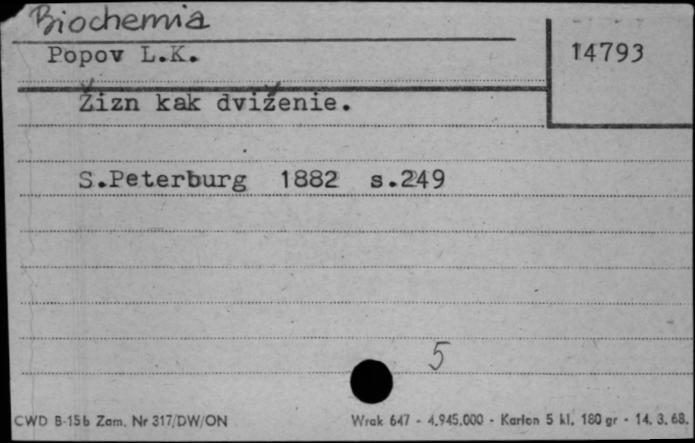 Biochemia
Popov L.K.
14793
Žizn kak dviženie.
S.Peterburg 1882 s.249
5
CWD B-15b Zam. Nr 317/DW/ON
Wrak 647 - 4.945.000 - Karton 5 kl. 180 gr - 14. 3. 68.